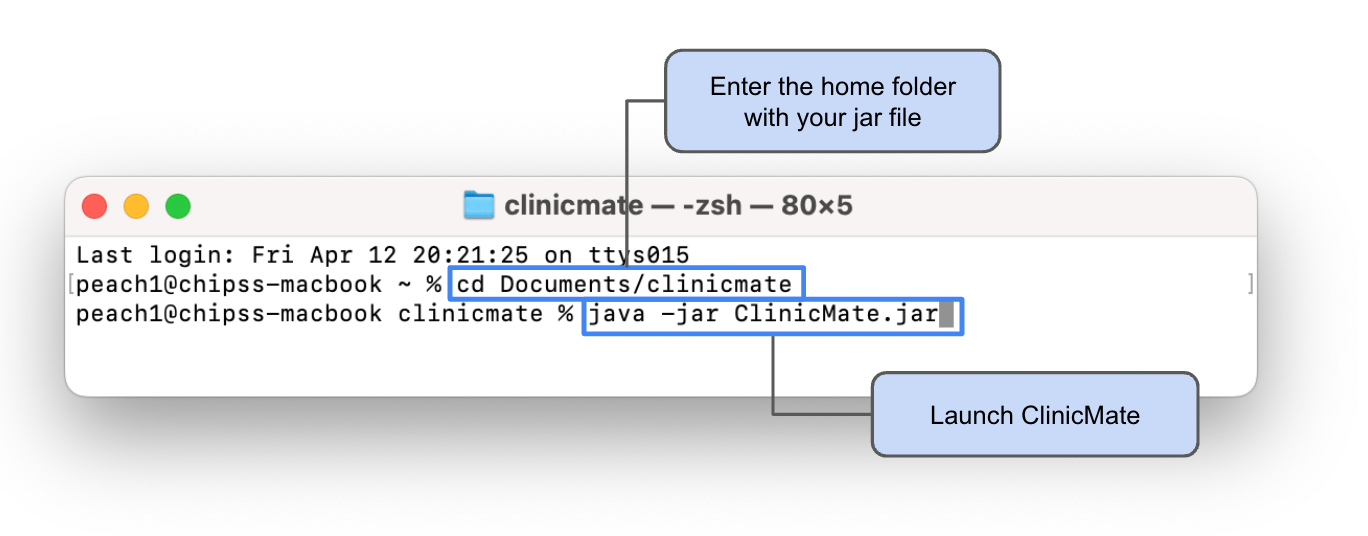 Enter the home folder
with your jar file
clinicmate — -zsh — 80×5
Last login: Fri Apr 12 20:21:25 on ttys015
[peach1@chipss-macbook ~ % cd Documents/clinicmate ]
peach1@chipss-macbook clinicmate % java -jar ClinicMate.jar
Launch ClinicMate